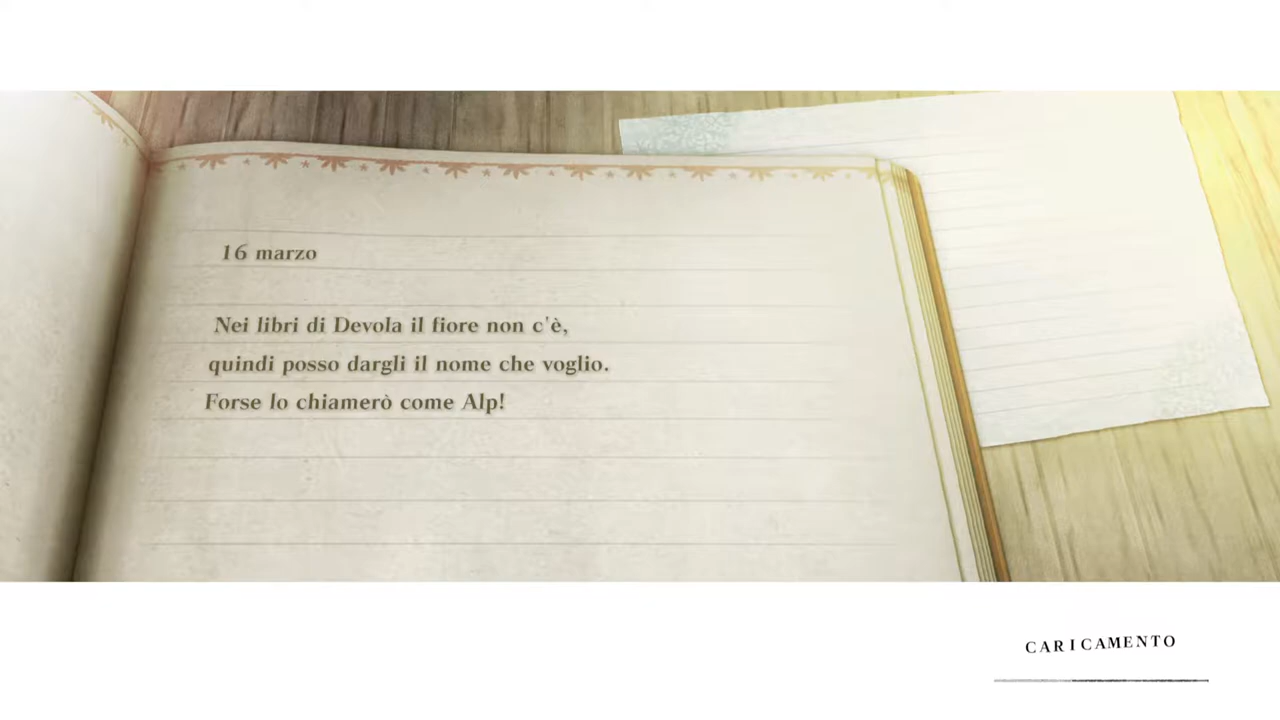 16 marzo
Nei libri di Devola il fiore non c'è,
quindi posso dargli il nome che voglio.
Forse lo chiamerò come Alp!
CARICAMENTO